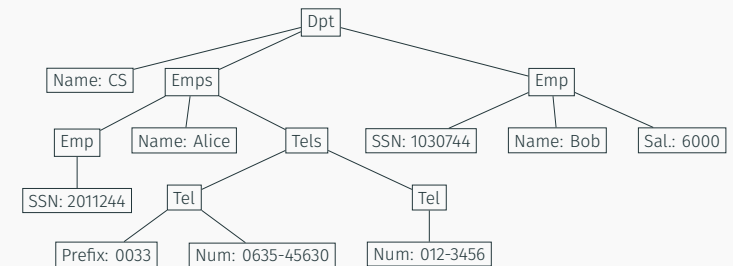 Dpt
Name: CS
Emps
Emp
Emp
Name: Alice
Tels
SSN: 1030744
Name: Bob
Sal.: 6000
SSN: 2011244
Tel
Tel
Prefix: 0033
Num: 0635-45630
Num: 012-3456